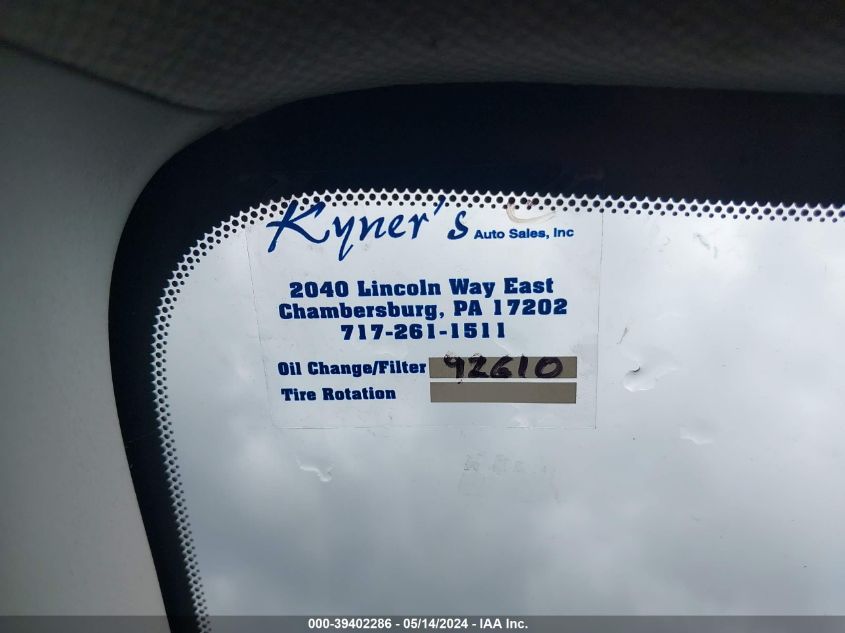 Kyner's Auto Sales, Inc
2040 Lincoln Way East
Chambersburg, PA 17202
717-261-1511
Oil Change/Filter 92610
Tire Rotation
000-39402286 - 05/14/2024 - IAA Inc.